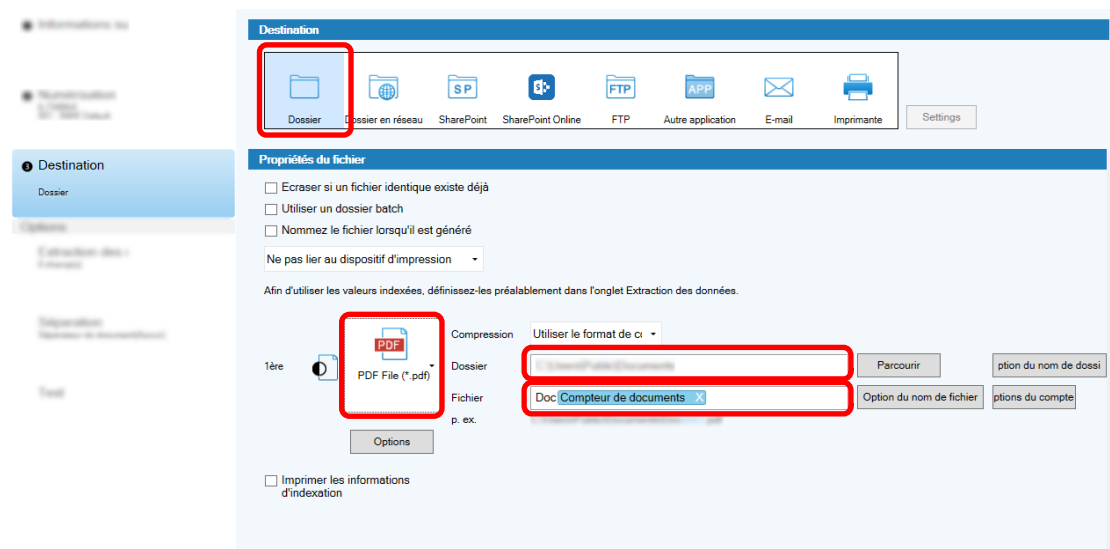 Destination
Dossier
Dossier en réseau
SharePoint
SharePoint Online
FTP
Autre application
E-mail
Imprimante
SP
S
FTP
APP
Settings
3 Destination
Dossier
Propriétés du fichier
Ecraser si un fichier identique existe déjà
Utiliser un dossier batch
Nommez le fichier lorsqu'il est généré
Ne pas lier au dispositif d'impression
Afin d'utiliser les valeurs indexées, définissez-les préalablement dans l'onglet Extraction des données.
1ère
PDF
PDF File (*.pdf)
Options
Compression
Utiliser le format de c
Dossier
Parcourir
ption du nom de dossi
Fichier
Doc Compteur de documents X
Option du nom de fichier
ptions du compte
p. ex.
Imprimer les informations
d'indexation